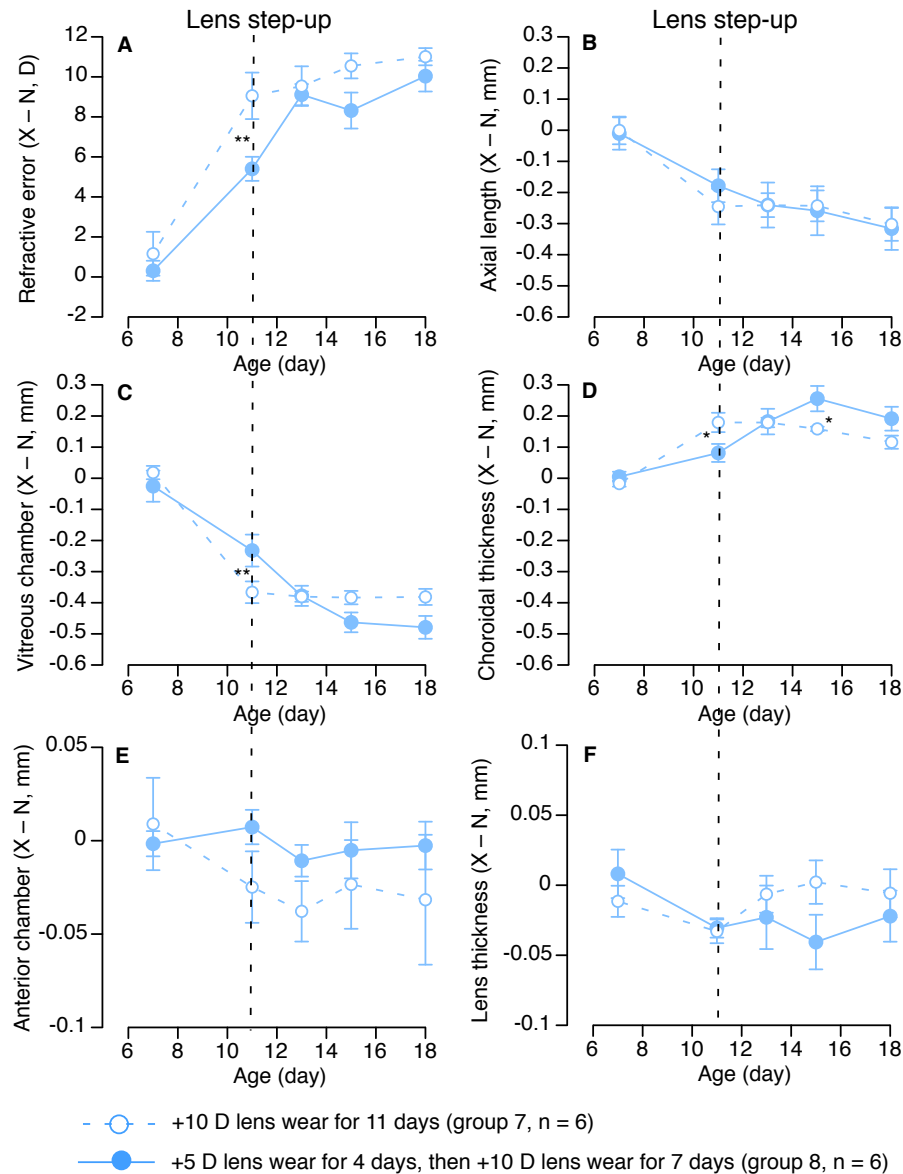 Lens step-up
Lens step-up
A
Refractive error (X – N, D)
12
10
8
6
4
2
0
-2
**
6 8 10 12 14 16 18
Age (day)
B
Axial length (X – N, mm)
0.3
0.2
0.1
0
-0.1
-0.2
-0.3
-0.4
-0.5
-0.6
6 8 10 12 14 16 18
Age (day)
C
Vitreous chamber (X – N, mm)
0.3
0.2
0.1
0
-0.1
-0.2
-0.3
-0.4
-0.5
-0.6
**
6 8 10 12 14 16 18
Age (day)
D
Choroidal thickness (X – N, mm)
0.3
0.2
0.1
0
-0.1
-0.2
-0.3
-0.4
-0.5
-0.6
*
*
6 8 10 12 14 16 18
Age (day)
E
Anterior chamber (X – N, mm)
0.05
0
-0.05
-0.1
6 8 10 12 14 16 18
Age (day)
F
Lens thickness (X – N, mm)
0.1
0.05
0
-0.05
-0.1
6 8 10 12 14 16 18
Age (day)
+10 D lens wear for 11 days (group 7, n = 6)
+5 D lens wear for 4 days, then +10 D lens wear for 7 days (group 8, n = 6)